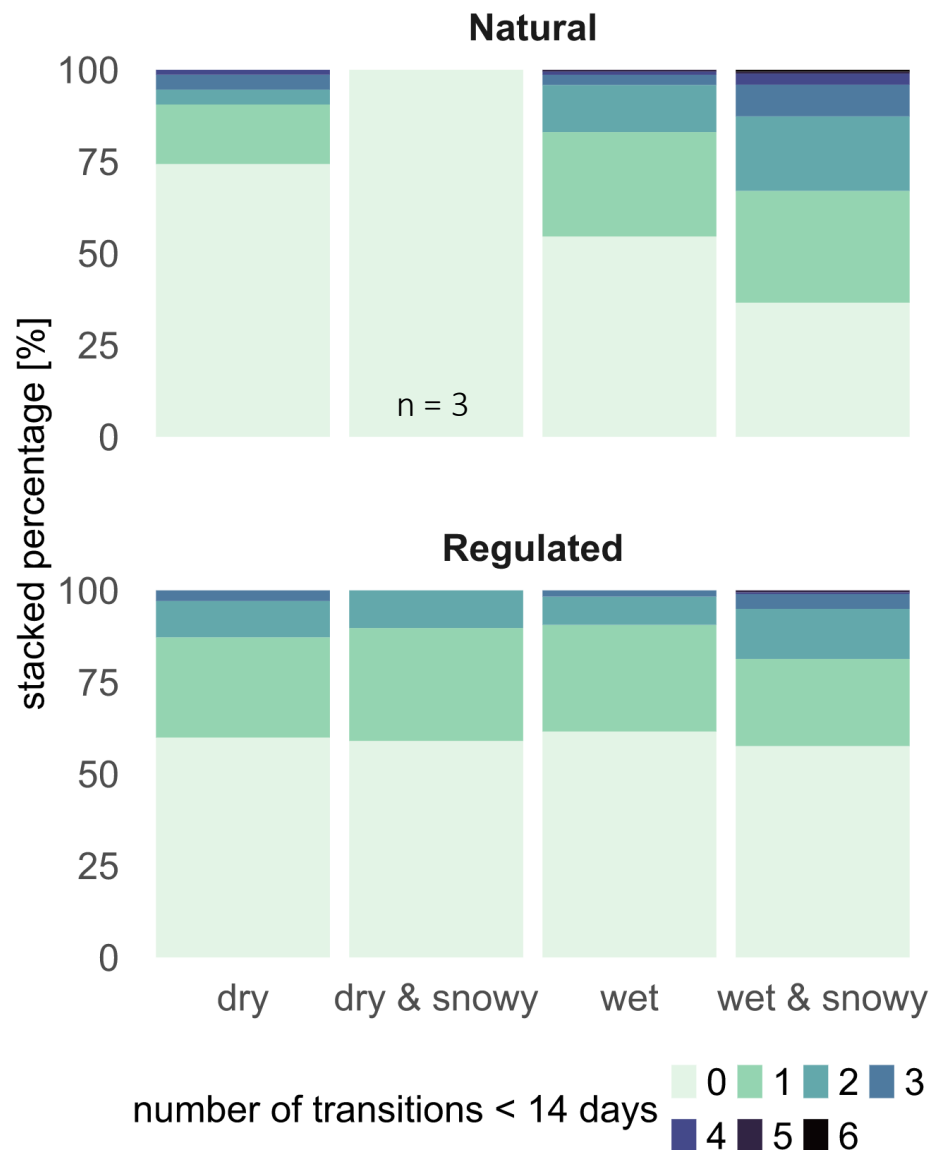 Natural
100
75
50
25
0
n = 3
stacked percentage [%]
Regulated
100
75
50
25
0
dry dry & snowy wet wet & snowy
number of transitions < 14 days
0 1 2 3
4 5 6